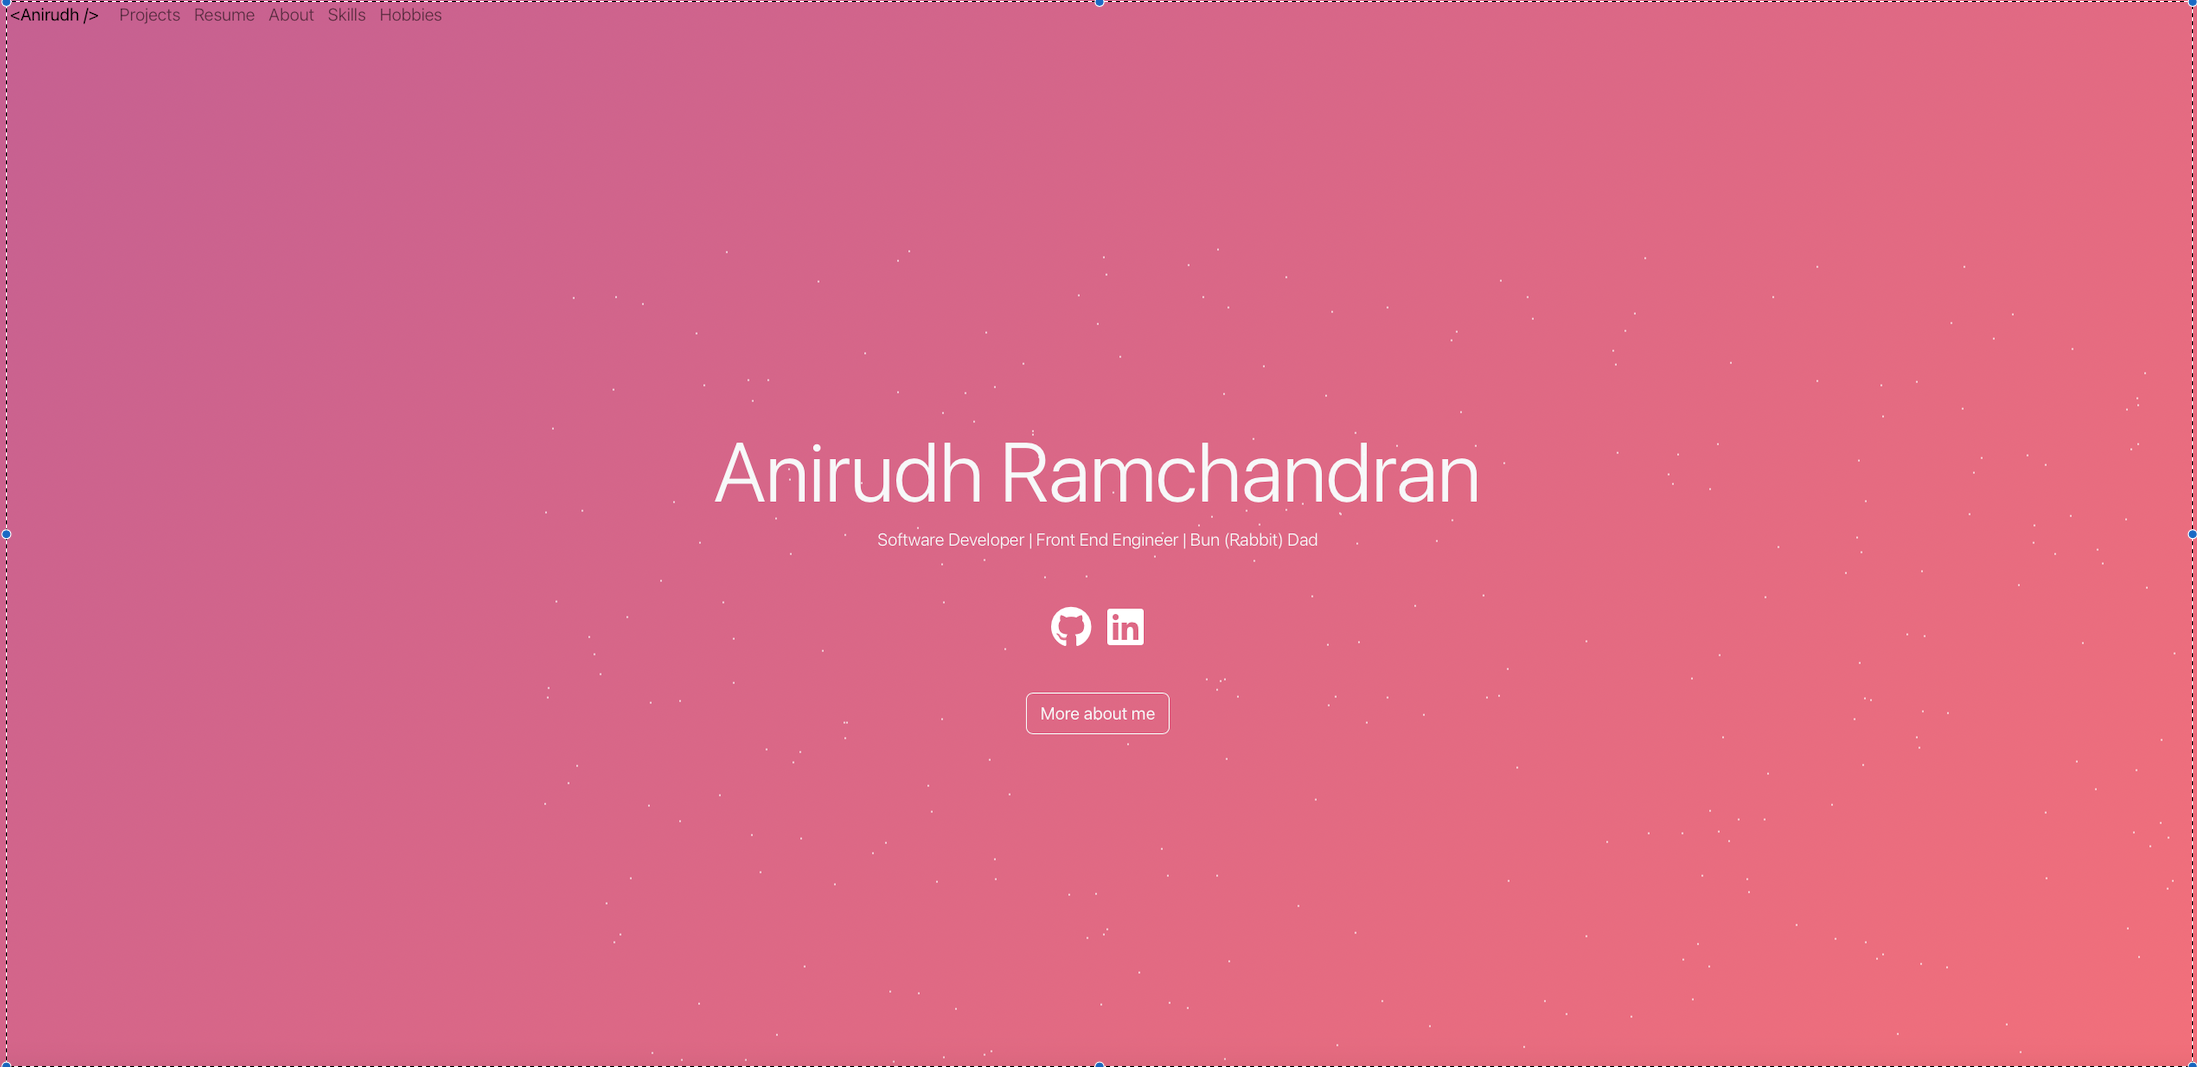 <Anirudh /> Projects Resume About Skills Hobbies
Anirudh Ramchandran
Software Developer | Front End Engineer | Bun (Rabbit) Dad
in
More about me